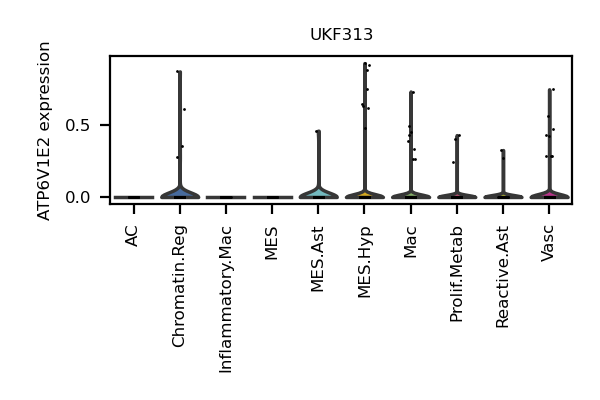 UKF313
ATP6V1E2 expression
0.5
0.0
AC
Chromatin.Reg
Inflammatory.Mac
MES
MES.Ast
MES.Hyp
Mac
Prolif.Metab
Reactive.Ast
Vasc